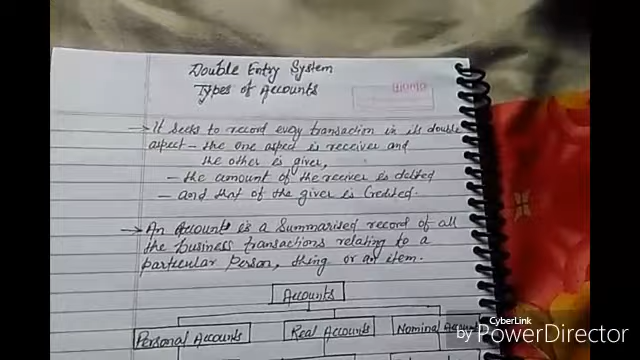 Double Entry System
Types of Accounts
→ It seeks to record every transaction in its double
aspect – the one aspect is receiver and
the other is giver,
– the amount of the receiver is debited
– and that of the giver is Credited.
→ An Accounts is a Summarised record of all
the business transactions relating to a
particular Person, thing or an item.
Accounts
Personal Accounts
Real Accounts
Nominal Accounts
CyberLink
by PowerDirector